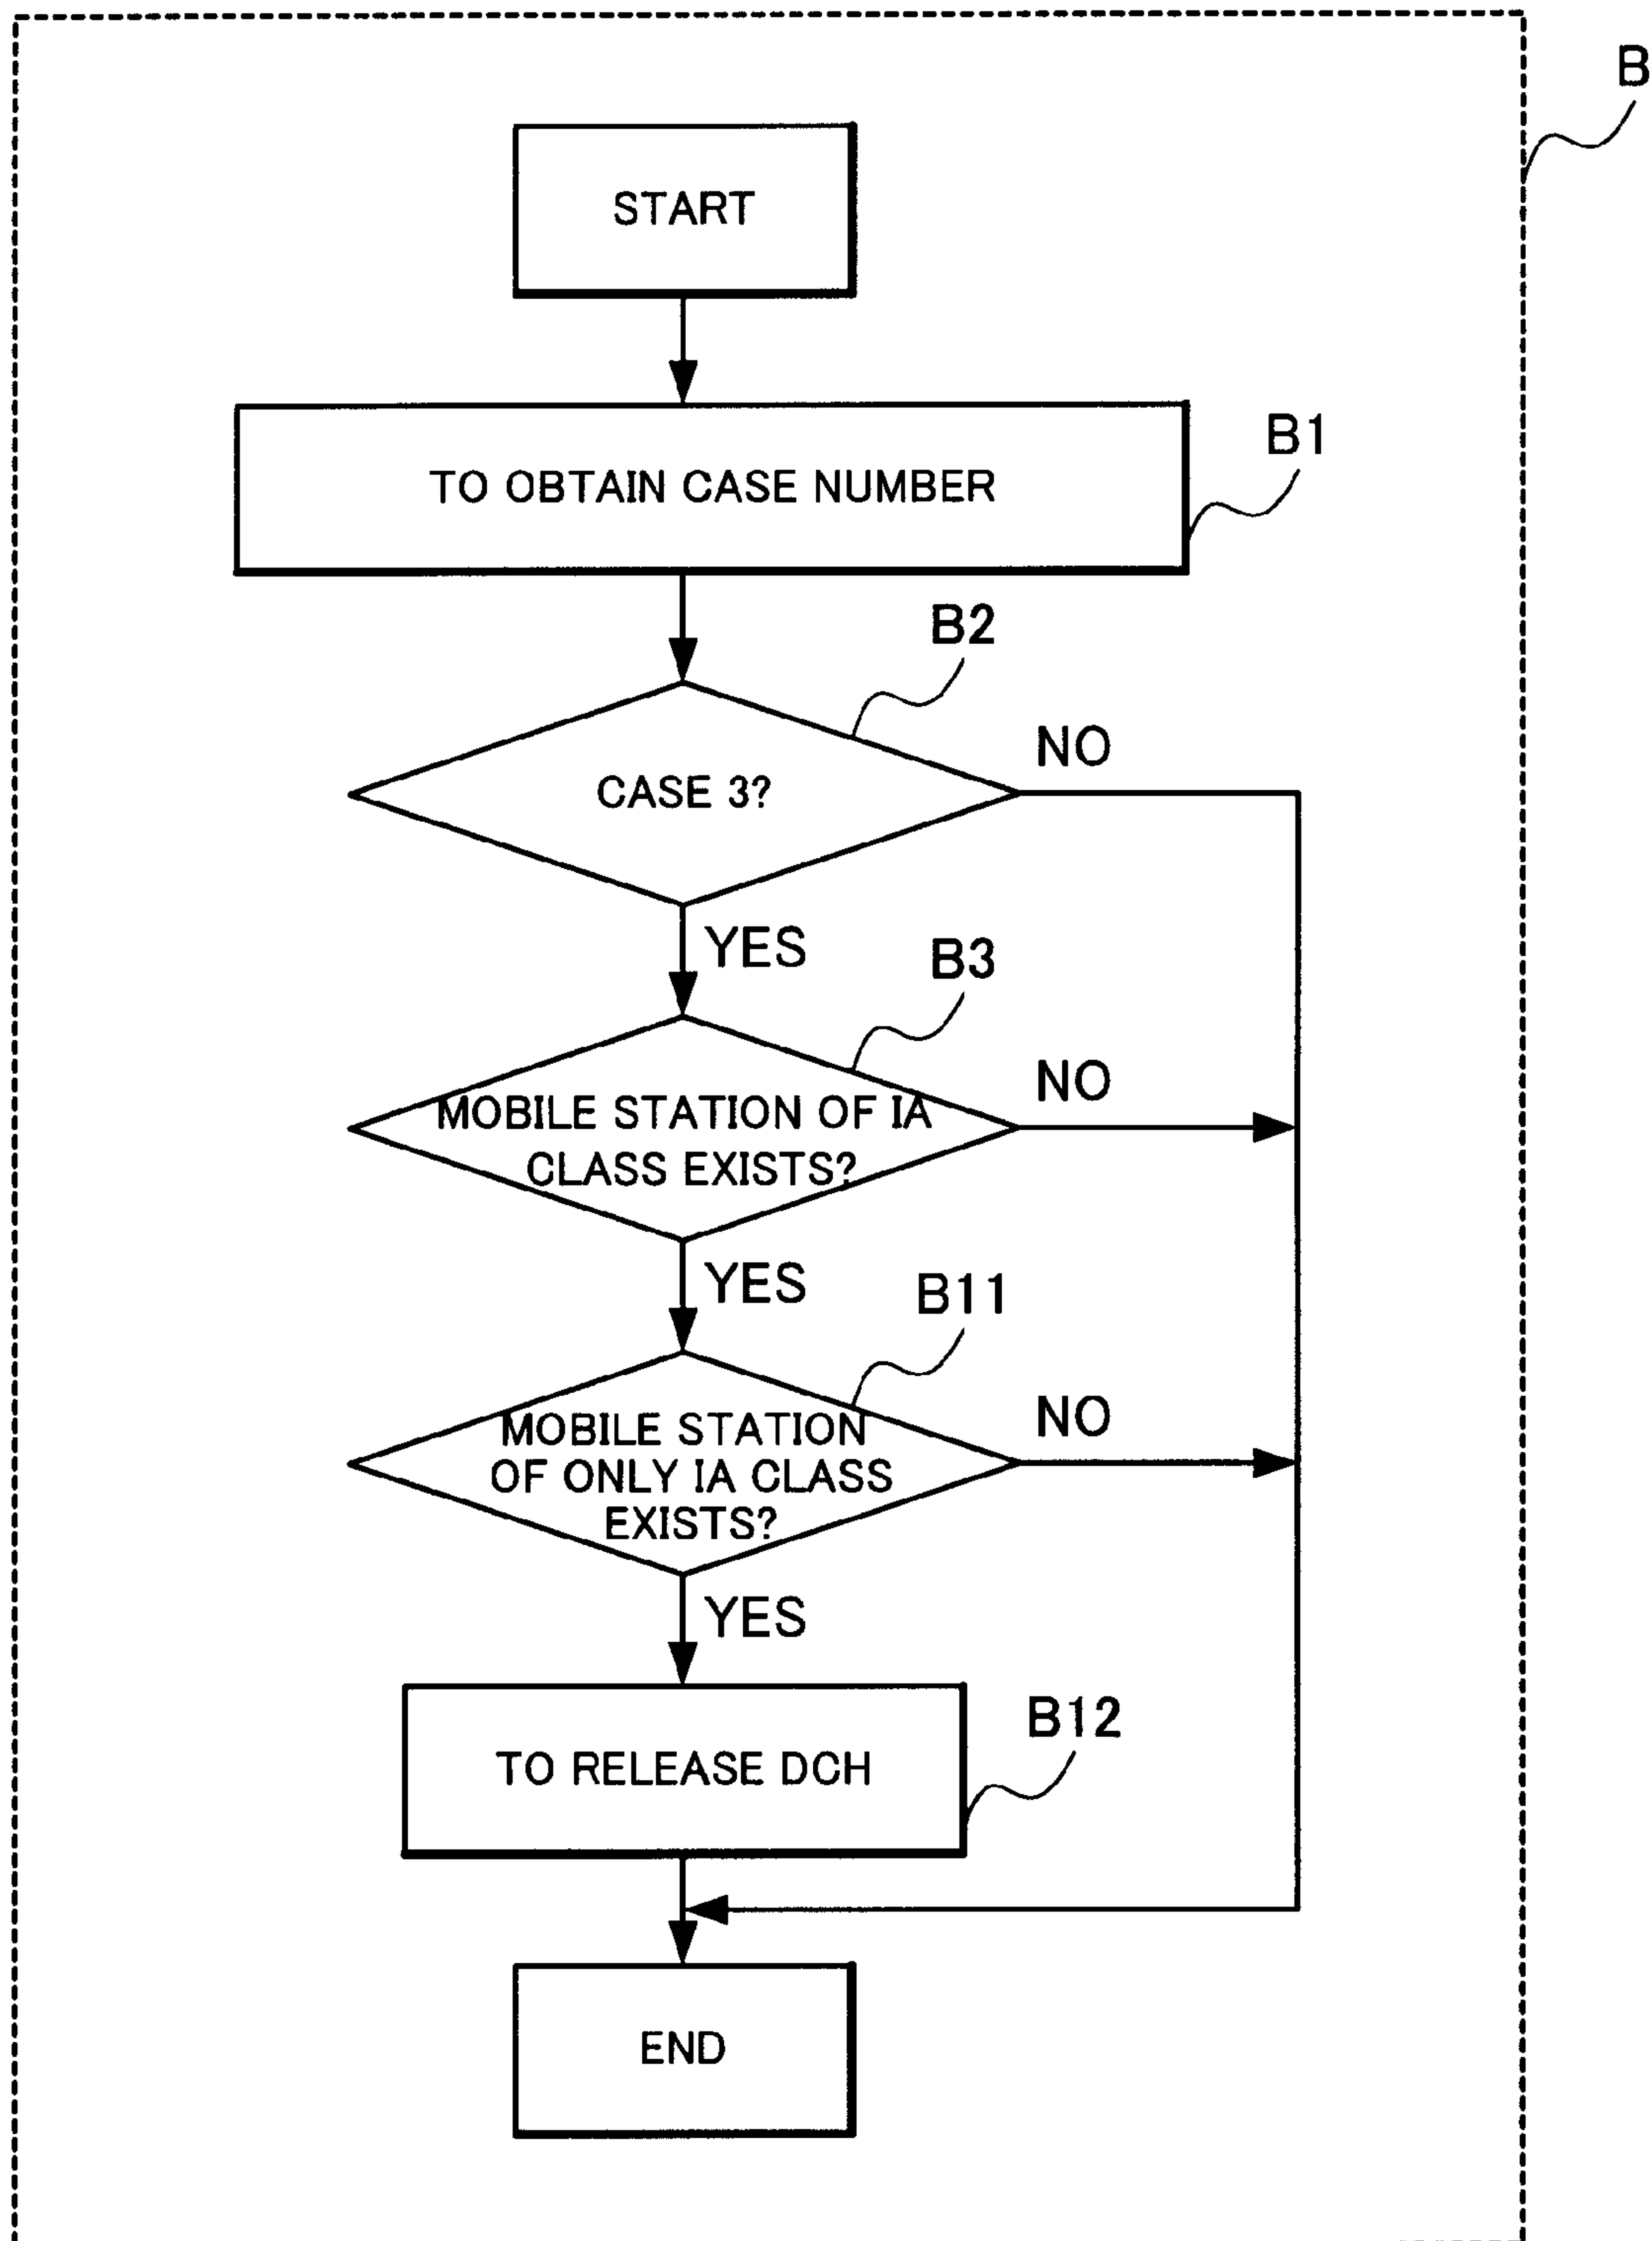 B
START
B1
TO OBTAIN CASE NUMBER
B2
CASE 3?
NO
YES
B3
MOBILE STATION OF IA
CLASS EXISTS?
NO
YES
B11
MOBILE STATION
OF ONLY IA CLASS
EXISTS?
NO
YES
B12
TO RELEASE DCH
END